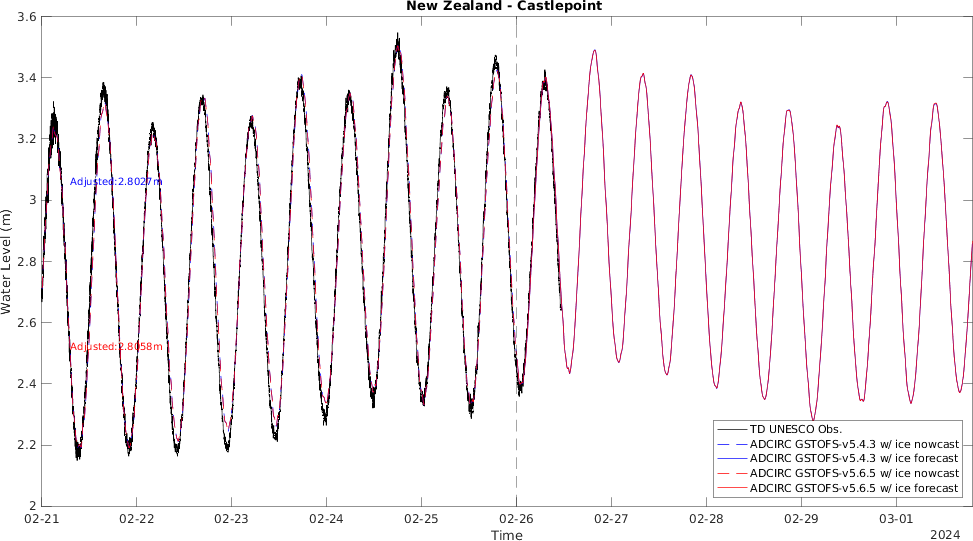 New Zealand - Castlepoint
3.6
3.4
3.2
3
2.8
2.6
2.4
2.2
2
Water Level (m)
Adjusted:2.8027m
Adjusted:2.8058m
TD UNESCO Obs.
ADCIRC GSTOFS-v5.4.3 w/ ice nowcast
ADCIRC GSTOFS-v5.4.3 w/ ice forecast
ADCIRC GSTOFS-v5.6.5 w/ ice nowcast
ADCIRC GSTOFS-v5.6.5 w/ ice forecast
02-21 02-22 02-23 02-24 02-25 02-26 02-27 02-28 02-29 03-01
Time
2024